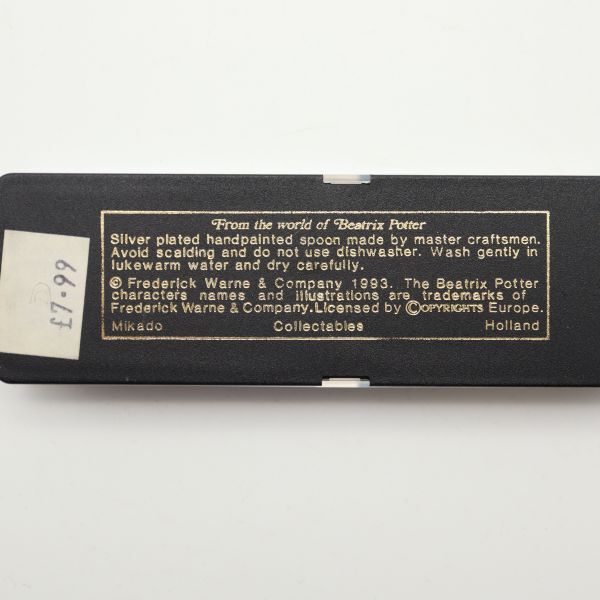 From the world of Beatrix Potter
Silver plated handpainted spoon made by master craftsmen.
Avoid scalding and do not use dishwasher. Wash gently in
lukewarm water and dry carefully.
© Frederick Warne & Company 1993. The Beatrix Potter
characters names and illustrations are trademarks of
Frederick Warne & Company. Licensed by ©OPYRIGHTS Europe.
Mikado Collectables Holland
£7.99